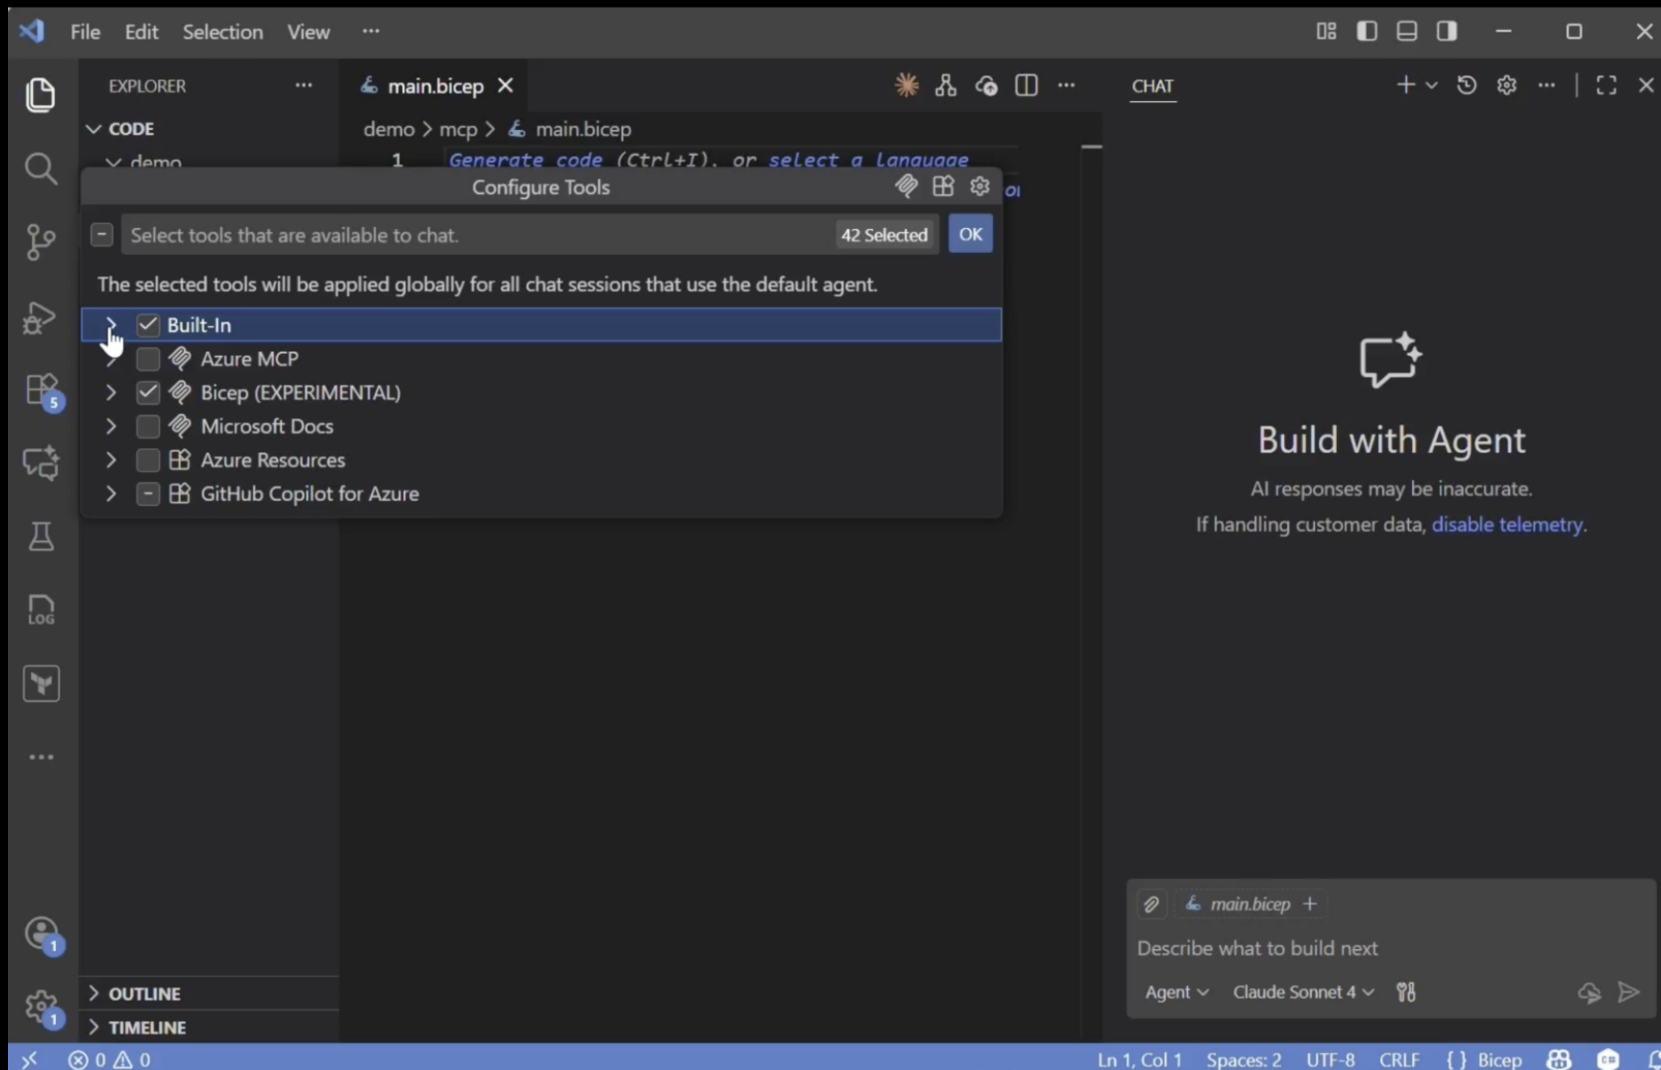 File Edit Selection View ...
EXPLORER ...
main.bicep
CHAT
CODE
demo > mcp > main.bicep
demo
1 Generate code (Ctrl+I), or select a language
Configure Tools
Select tools that are available to chat. 42 Selected OK
The selected tools will be applied globally for all chat sessions that use the default agent.
Built-In
Azure MCP
Bicep (EXPERIMENTAL)
Microsoft Docs
Azure Resources
GitHub Copilot for Azure
5
LOG
Build with Agent
AI responses may be inaccurate.
If handling customer data, disable telemetry.
main.bicep +
Describe what to build next
Agent Claude Sonnet 4
1
1
OUTLINE
TIMELINE
0 0 Ln 1, Col 1 Spaces: 2 UTF-8 CRLF { } Bicep